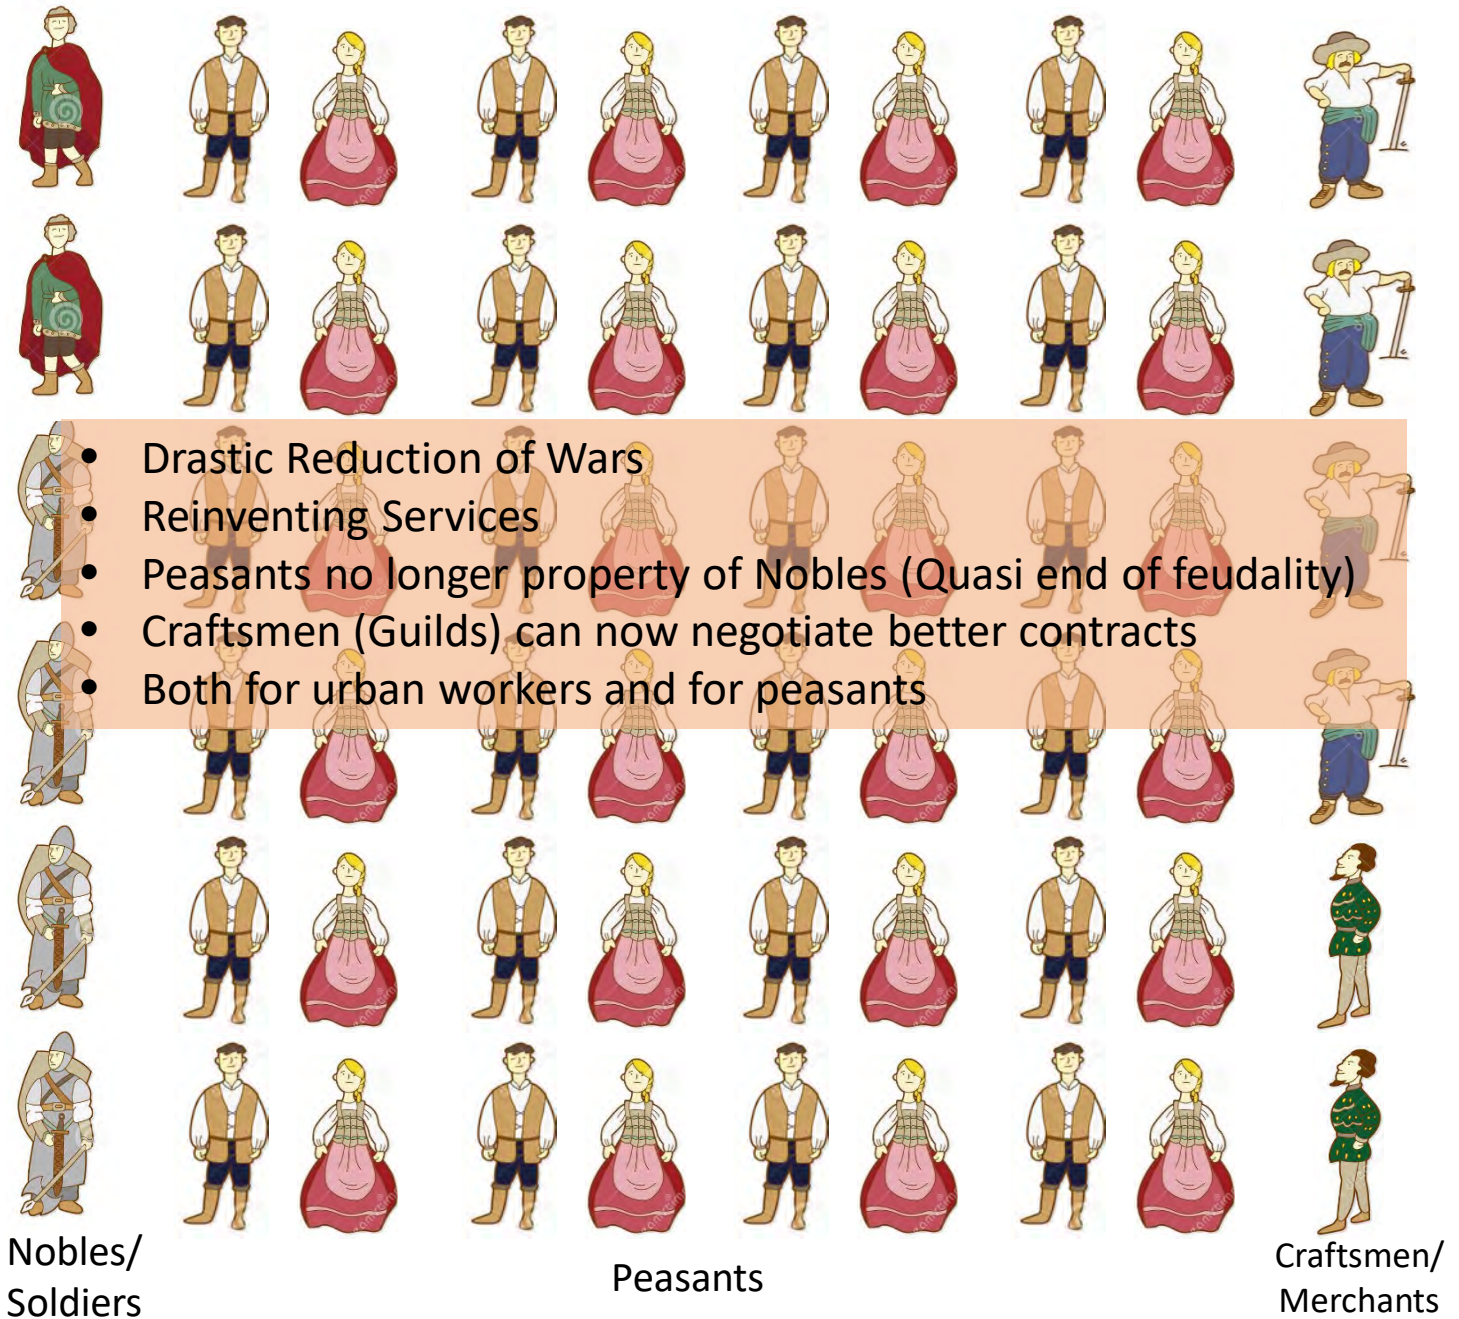 • Drastic Reduction of Wars
• Reinventing Services
• Peasants no longer property of Nobles (Quasi end of feudality)
• Craftsmen (Guilds) can now negotiate better contracts
• Both for urban workers and for peasants
Nobles/
Soldiers
Peasants
Craftsmen/
Merchants